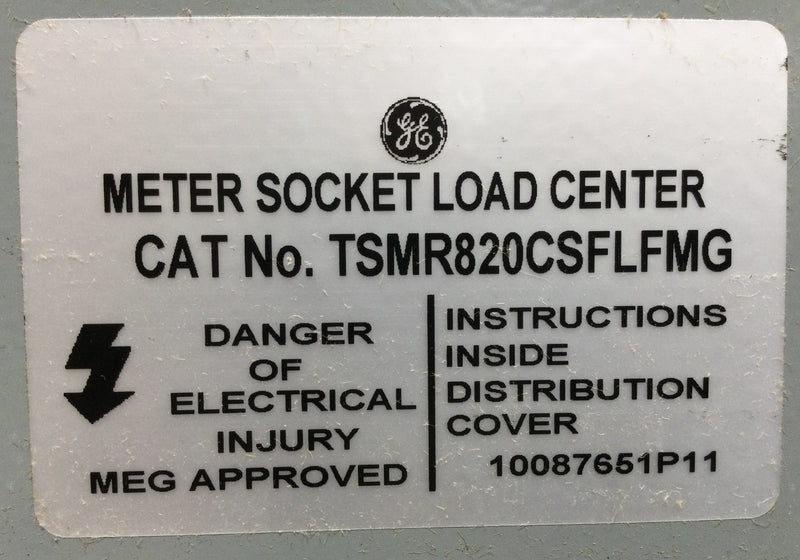 GE
METER SOCKET LOAD CENTER
CAT No. TSMR820CSFLFMG
DANGER
OF
ELECTRICAL
INJURY
MEG APPROVED
INSTRUCTIONS
INSIDE
DISTRIBUTION
COVER
10087651P11